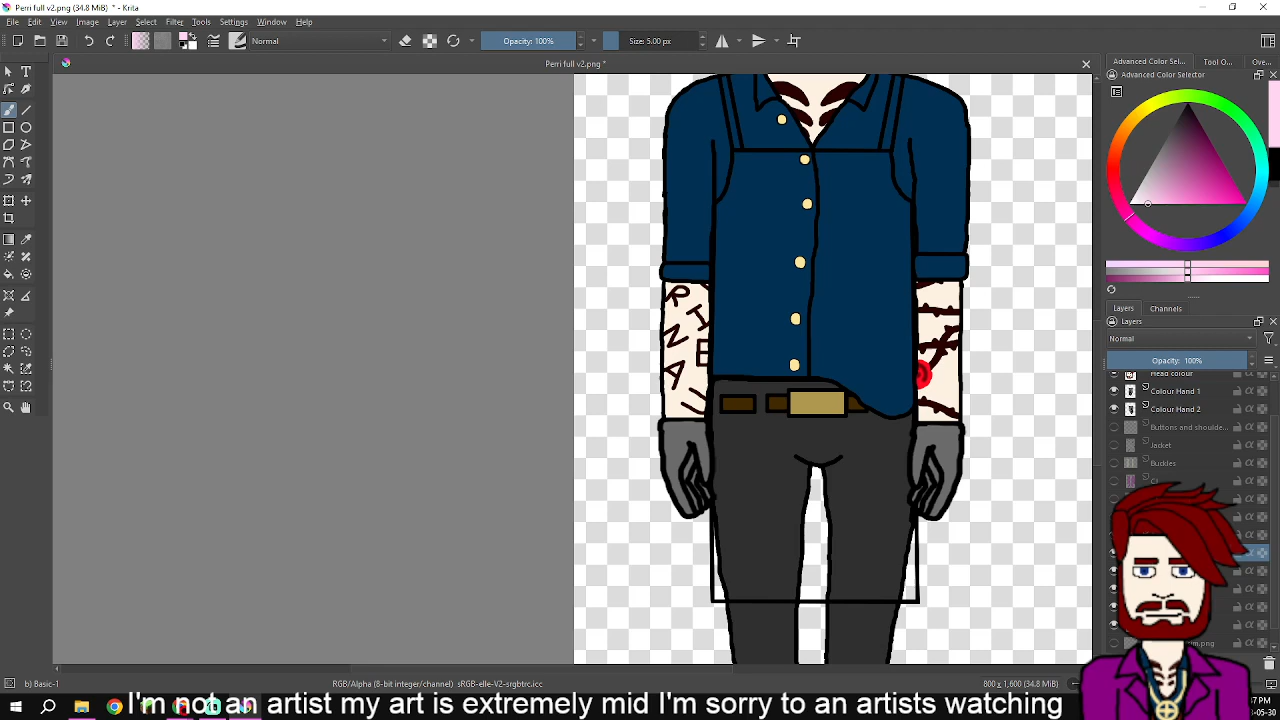 Perri full v2.png (34.8 MiB) * - Krita
File Edit View Image Layer Select Filter Tools Settings Window Help
Normal Opacity: 100% Size: 5.00 px
Perri full v2.png *
Advanced Color Sel... Tool O... Ove...
Advanced Color Selector
Layers Channels
Layers
Normal
Opacity: 100%
Head colour
Colour Hand 1
Colour Hand 2
Buttons and shoulde...
Jacket
Buckles
b) Basic-1 RGB/Alpha (8-bit integer/channel) sRGB-elle-V2-srgbtrc.icc 800 x 1,600 (34.8 MiB)
I'm not an artist my art is extremely mid I'm sorry to an artists watching